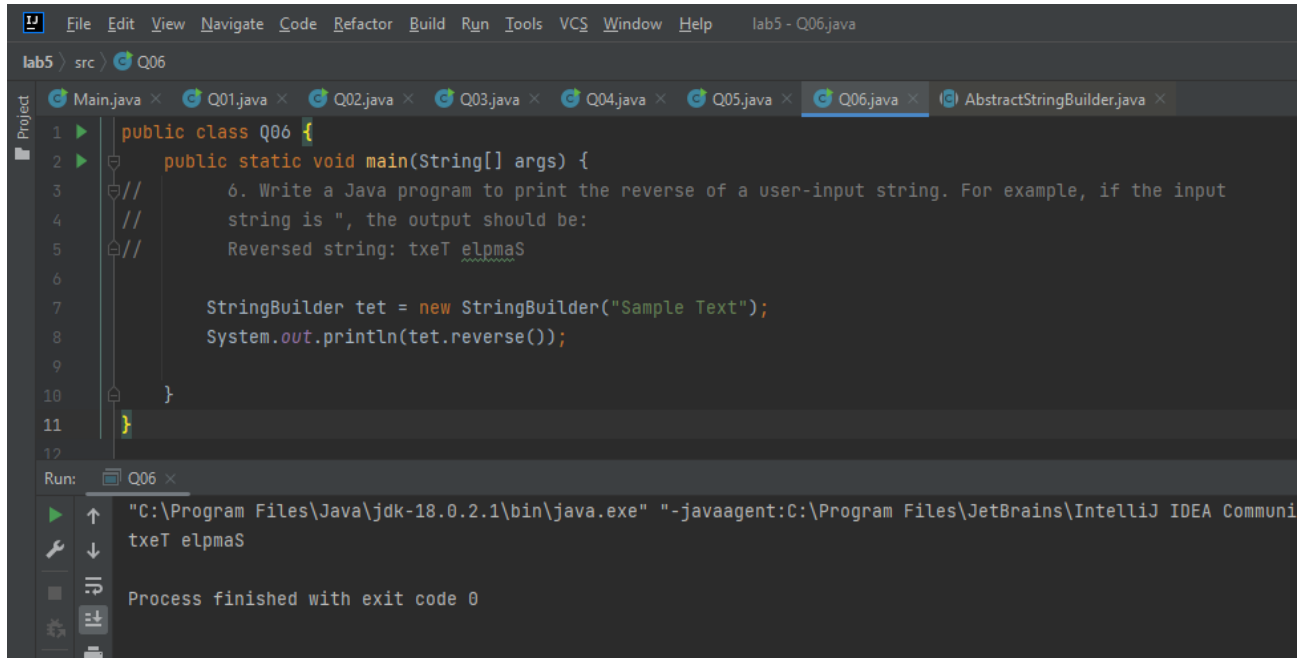 IJ File Edit View Navigate Code Refactor Build Run Tools VCS Window Help lab5 - Q06.java
lab5 src Q06
Main.java Q01.java Q02.java Q03.java Q04.java Q05.java Q06.java AbstractStringBuilder.java
Project
1 public class Q06 {
2 public static void main(String[] args) {
3 // 6. Write a Java program to print the reverse of a user-input string. For example, if the input
4 // string is ", the output should be:
5 // Reversed string: txeT elpmaS
6
7 StringBuilder tet = new StringBuilder("Sample Text");
8 System.out.println(tet.reverse());
9
10 }
11 }
12
Run: Q06
"C:\Program Files\Java\jdk-18.0.2.1\bin\java.exe" "-javaagent:C:\Program Files\JetBrains\IntelliJ IDEA Communi
txeT elpmaS
Process finished with exit code 0